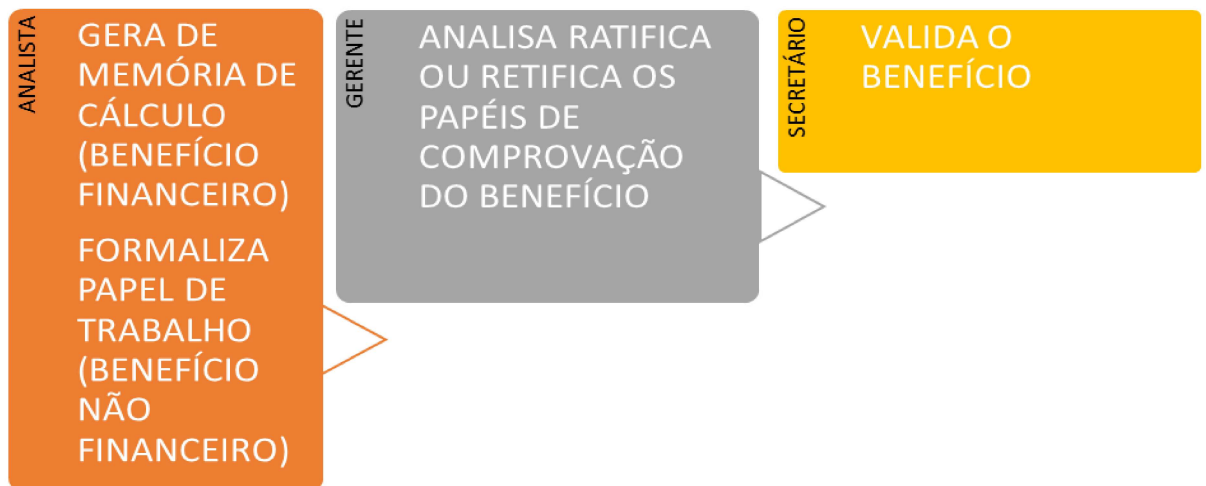 ANALISTA
GERA DE
MEMÓRIA DE
CÁLCULO
(BENEFÍCIO
FINANCEIRO)
FORMALIZA
PAPEL DE
TRABALHO
(BENEFÍCIO
NÃO
FINANCEIRO)
GERENTE
ANALISA RATIFICA
OU RETIFICA OS
PAPÉIS DE
COMPROVAÇÃO
DO BENEFÍCIO
SECRETÁRIO
VALIDA O
BENEFÍCIO